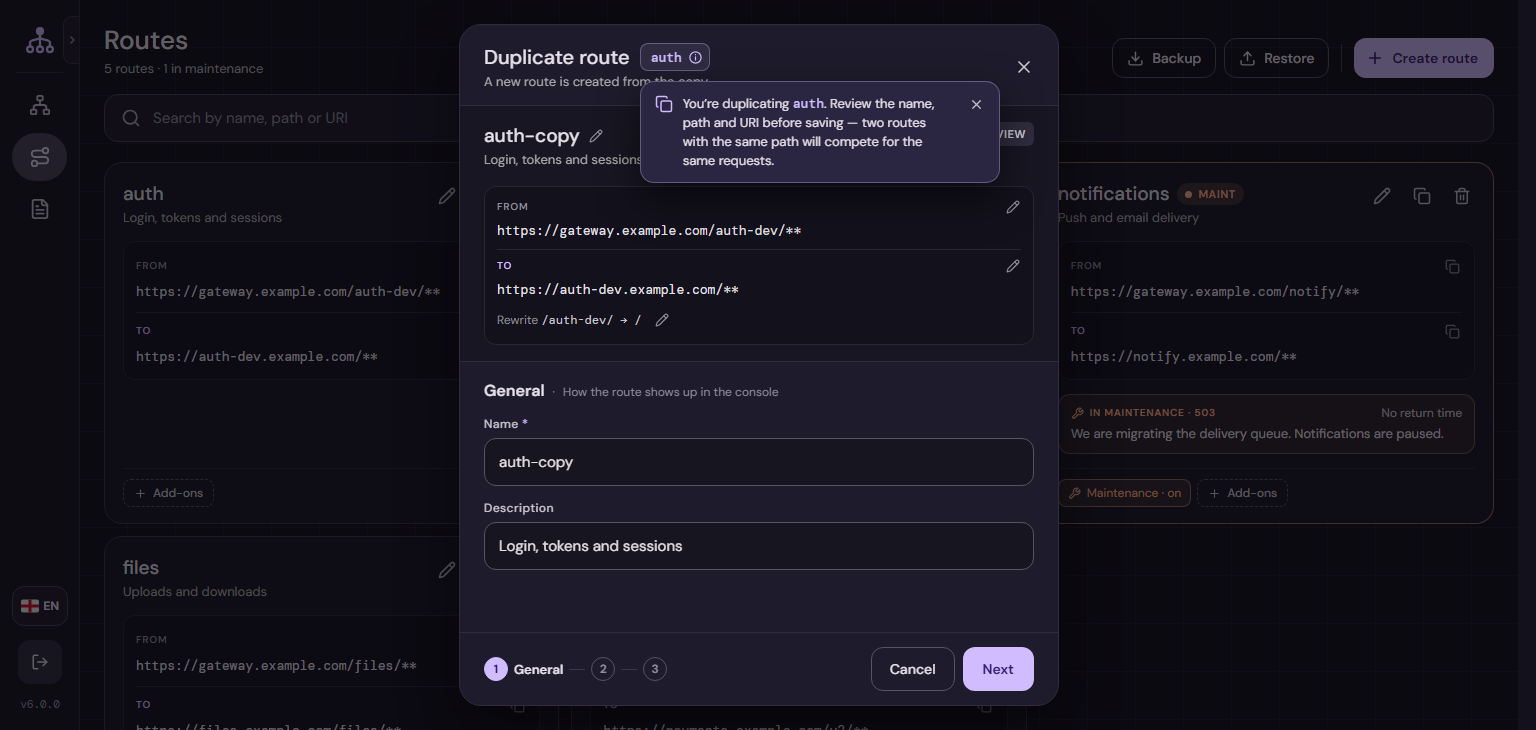 Routes
5 routes · 1 in maintenance
Backup
Restore
Create route
Search by name, path or URI
auth
Login, tokens and sessions
FROM
https://gateway.example.com/auth-dev/**
TO
https://auth-dev.example.com/**
Add-ons
files
Uploads and downloads
FROM
https://gateway.example.com/files/**
TO
https://files.example.com/files/**
EN
v6.0.0
Duplicate route
auth
A new route is created from the copy
You're duplicating auth. Review the name,
path and URI before saving — two routes
with the same path will compete for the
same requests.
auth-copy
Login, tokens and sessions
FROM
https://gateway.example.com/auth-dev/**
TO
https://auth-dev.example.com/**
Rewrite /auth-dev/ → /
General · How the route shows up in the console
Name *
auth-copy
Description
Login, tokens and sessions
1 General
2
3
Cancel
Next
notifications
MAINT
Push and email delivery
FROM
https://gateway.example.com/notify/**
TO
https://notify.example.com/**
IN MAINTENANCE · 503
No return time
We are migrating the delivery queue. Notifications are paused.
Maintenance · on
Add-ons